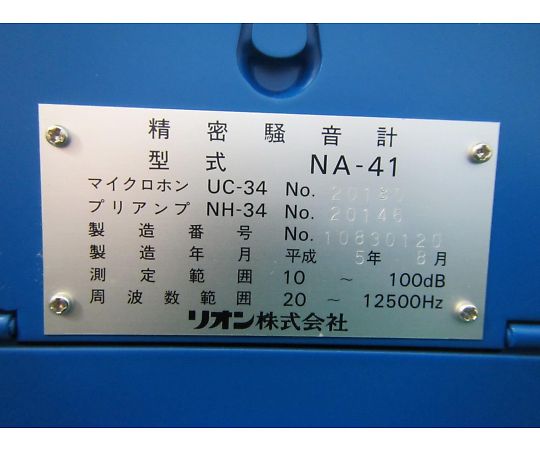 精密騒音計
型式 NA-41
マイクロホン UC-34 No. 20180
プリアンプ NH-34 No. 20146
製造番号 No. 10830120
製造年月 平成 5年 8月
測定範囲 10 ～ 100dB
周波数範囲 20 ～ 12500Hz
リオン株式会社